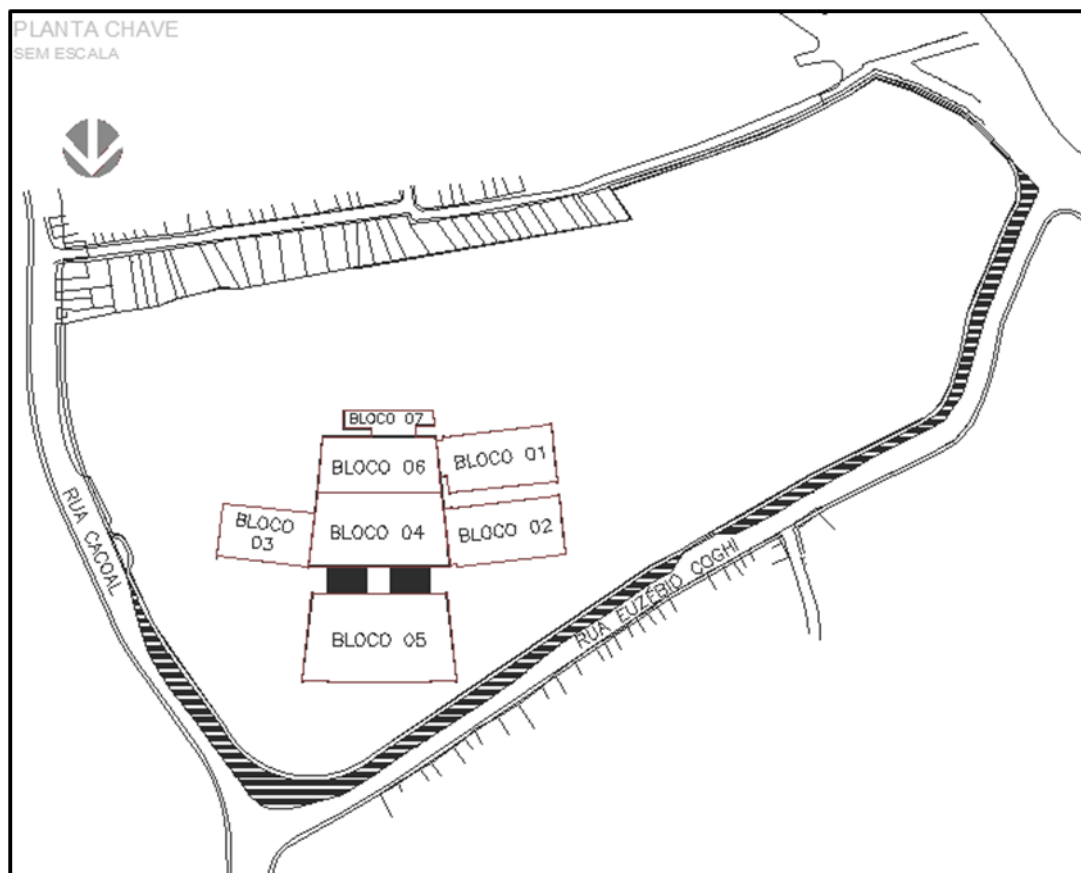 PLANTA CHAVE
SEM ESCALA
BLOCO 07
BLOCO 06
BLOCO 01
BLOCO 03
BLOCO 04
BLOCO 02
BLOCO 05
RUA CACOAL
RUA EUZÉBIO COGHI